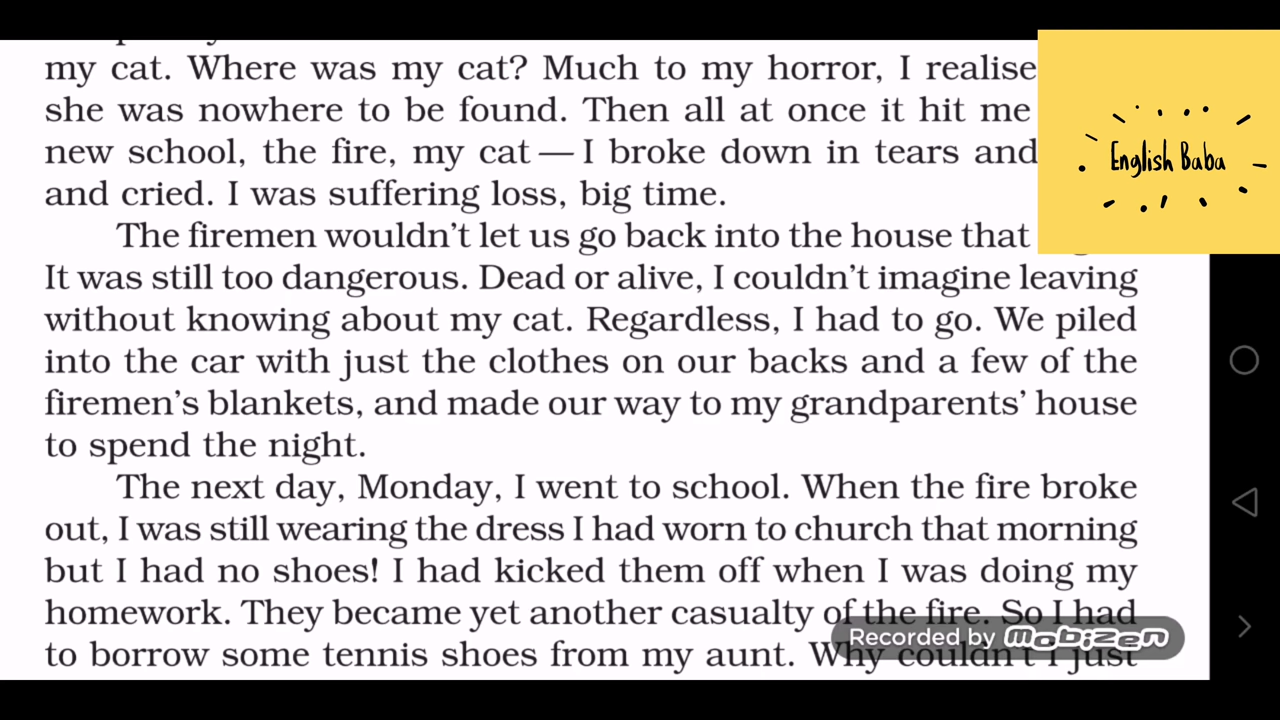 my cat. Where was my cat? Much to my horror, I realise
she was nowhere to be found. Then all at once it hit me
new school, the fire, my cat — I broke down in tears and
and cried. I was suffering loss, big time.
The firemen wouldn't let us go back into the house that
It was still too dangerous. Dead or alive, I couldn't imagine leaving
without knowing about my cat. Regardless, I had to go. We piled
into the car with just the clothes on our backs and a few of the
firemen's blankets, and made our way to my grandparents' house
to spend the night.
The next day, Monday, I went to school. When the fire broke
out, I was still wearing the dress I had worn to church that morning
but I had no shoes! I had kicked them off when I was doing my
homework. They became yet another casualty of the fire. So I had
to borrow some tennis shoes from my aunt. Why couldn't I just
English Baba
Recorded by mobizen